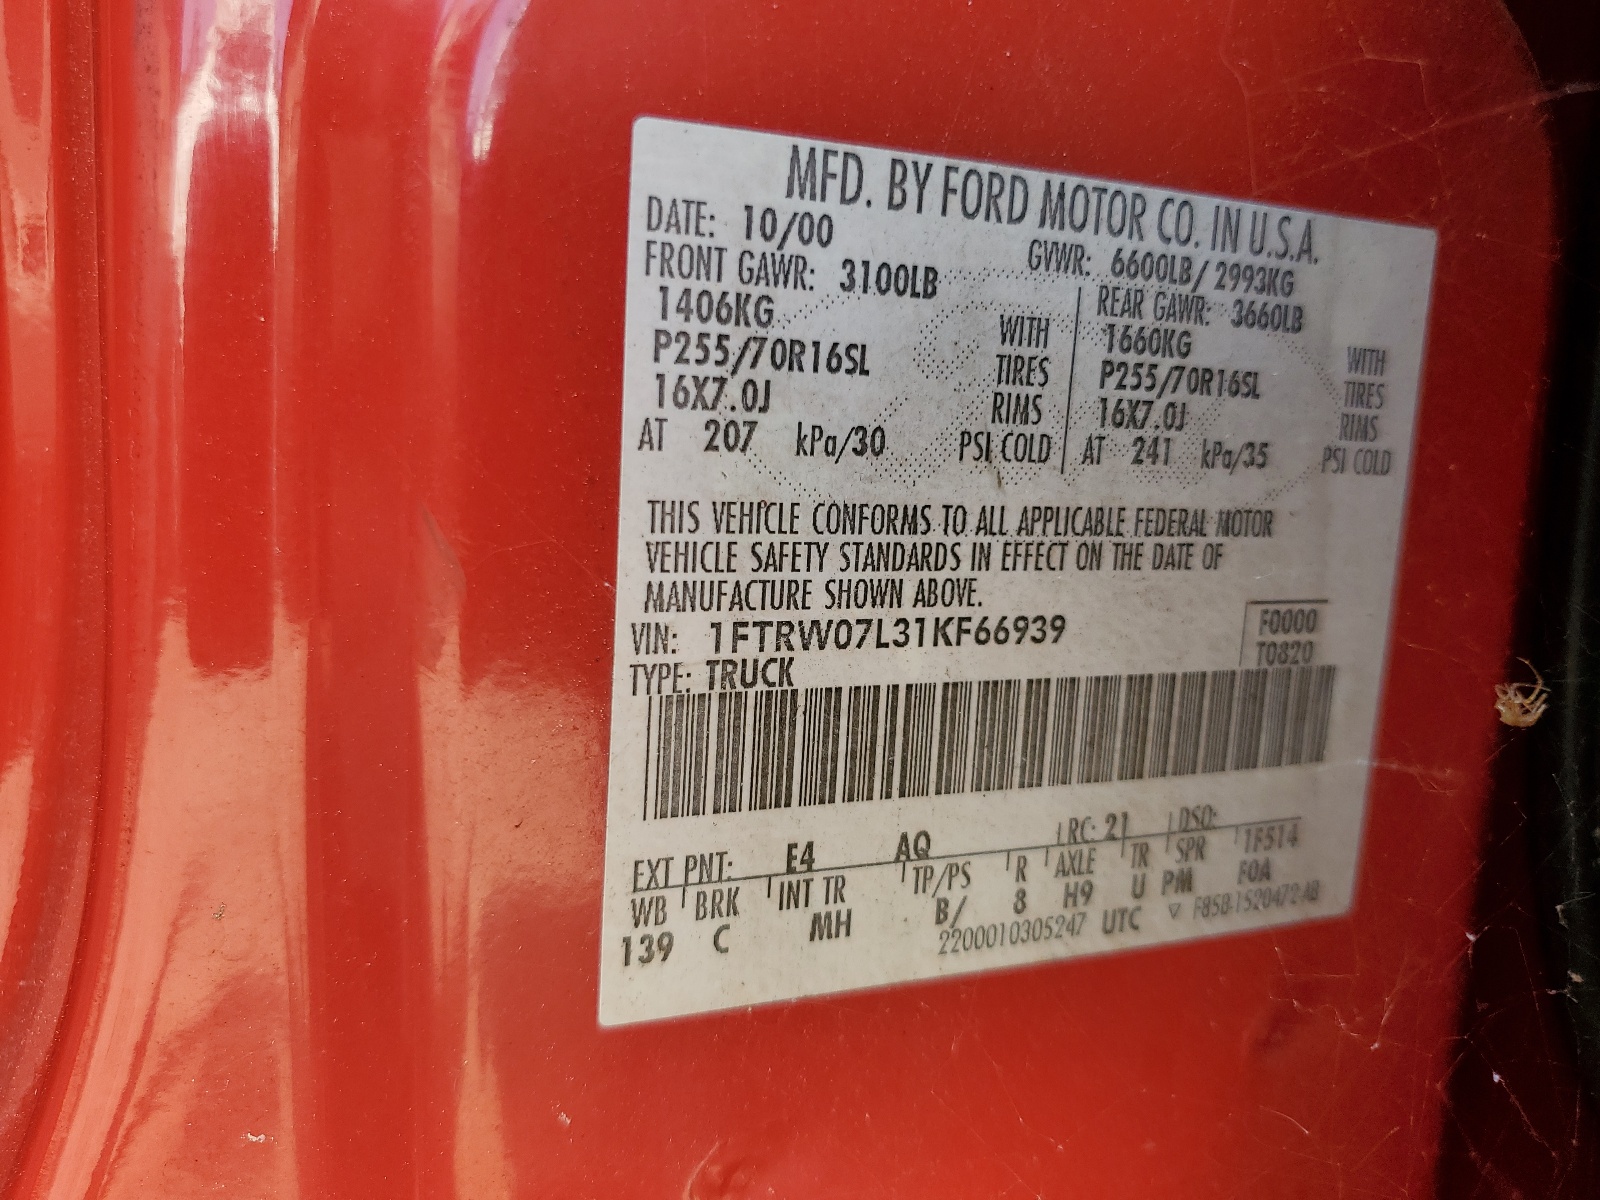 MFD. BY FORD MOTOR CO. IN U.S.A.
DATE: 10/00 GVWR: 6600LB/ 2993KG
FRONT GAWR: 3100LB REAR GAWR: 3660LB
1406KG WITH 1660KG WITH
P255/70R16SL TIRES P255/70R16SL TIRES
16X7.0J RIMS 16X7.0J RIMS
AT 207 kPa/30 PSI COLD AT 241 kPa/35 PSI COLD
THIS VEHICLE CONFORMS TO ALL APPLICABLE FEDERAL MOTOR
VEHICLE SAFETY STANDARDS IN EFFECT ON THE DATE OF
MANUFACTURE SHOWN ABOVE.
VIN: 1FTRW07L31KF66939 F0000
TYPE: TRUCK T0820
EXT PNT: E4 AQ RC: 21 DSO:
WB BRK INT TR TP/PS R AXLE TR SPR 1F514
139 C MH B/ 8 H9 U PM F0A
2200010305247 UTC ▽ F85B-1520472-AB